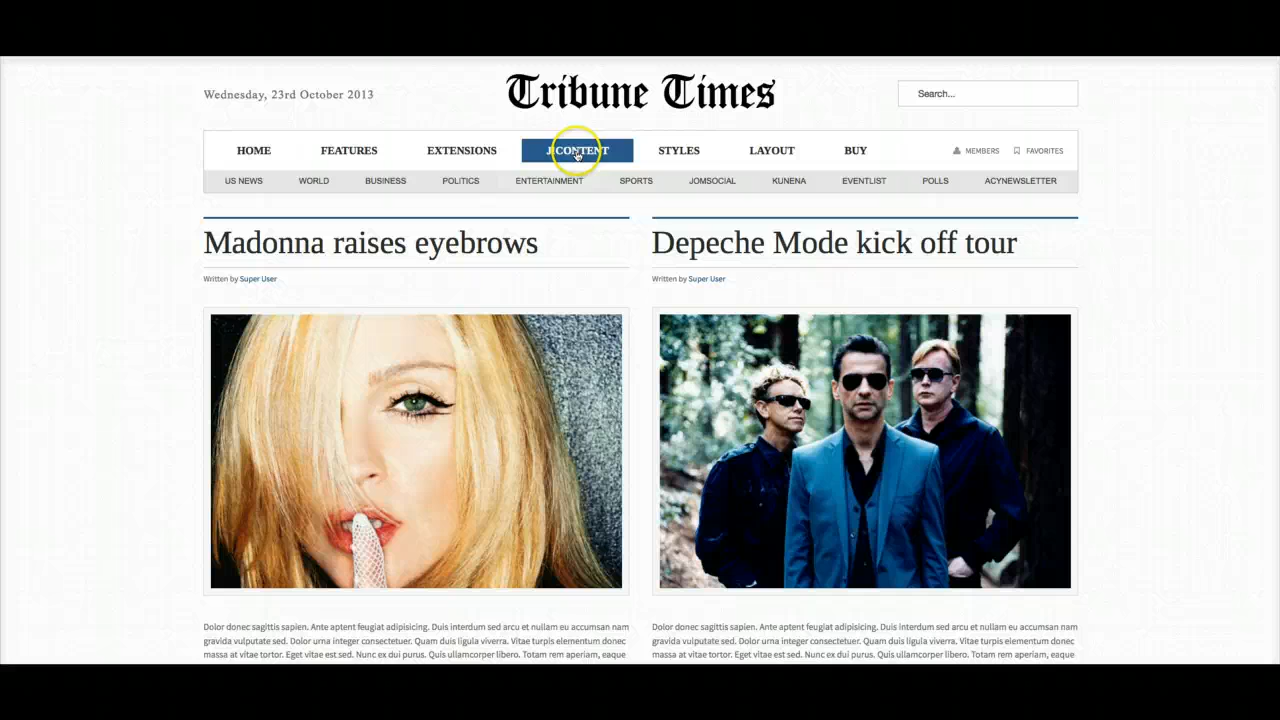 Wednesday, 23rd October 2013
Tribune Times
Search...
HOME FEATURES EXTENSIONS J!CONTENT STYLES LAYOUT BUY MEMBERS FAVORITES
US NEWS WORLD BUSINESS POLITICS ENTERTAINMENT SPORTS JOMSOCIAL KUNENA EVENTLIST POLLS ACYNEWSLETTER
Madonna raises eyebrows
Written by Super User
Dolor donec sagittis sapien. Ante aptent feugiat adipisicing. Duis interdum sed arcu et nullam eu accumsan nam
gravida vulputate sed. Dolor urna integer consectetuer. Quam duis ligula viverra. Vitae turpis elementum donec
massa at vitae tortor. Eget vitae est sed. Nunc ex dui purus. Quis ullamcorper libero. Tortor nam aperiam, eaque
Depeche Mode kick off tour
Written by Super User
Dolor donec sagittis sapien. Ante aptent feugiat adipisicing. Duis interdum sed arcu et nullam eu accumsan nam
gravida vulputate sed. Dolor urna integer consectetuer. Quam duis ligula viverra. Vitae turpis elementum donec
massa at vitae tortor. Eget vitae est sed. Nunc ex dui purus. Quis ullamcorper libero. Tortor nam aperiam, eaque